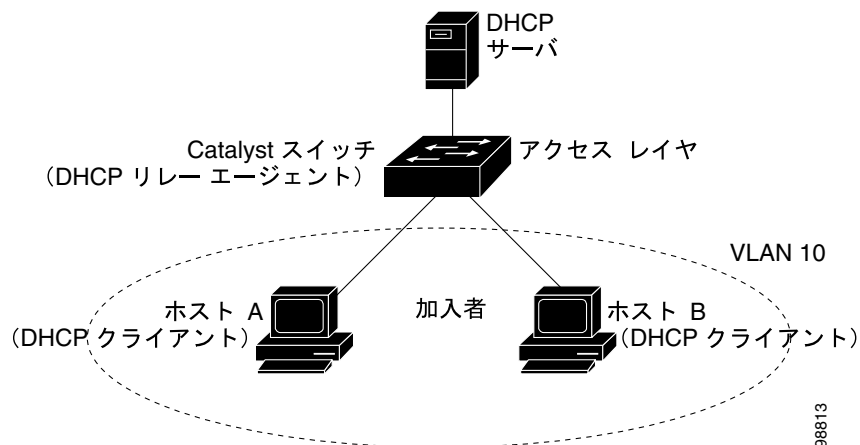 DHCP
サーバ
Catalyst スイッチ
（DHCP リレー エージェント）
アクセス レイヤ
VLAN 10
ホスト A
（DHCP クライアント）
加入者
ホスト B
（DHCP クライアント）
98813